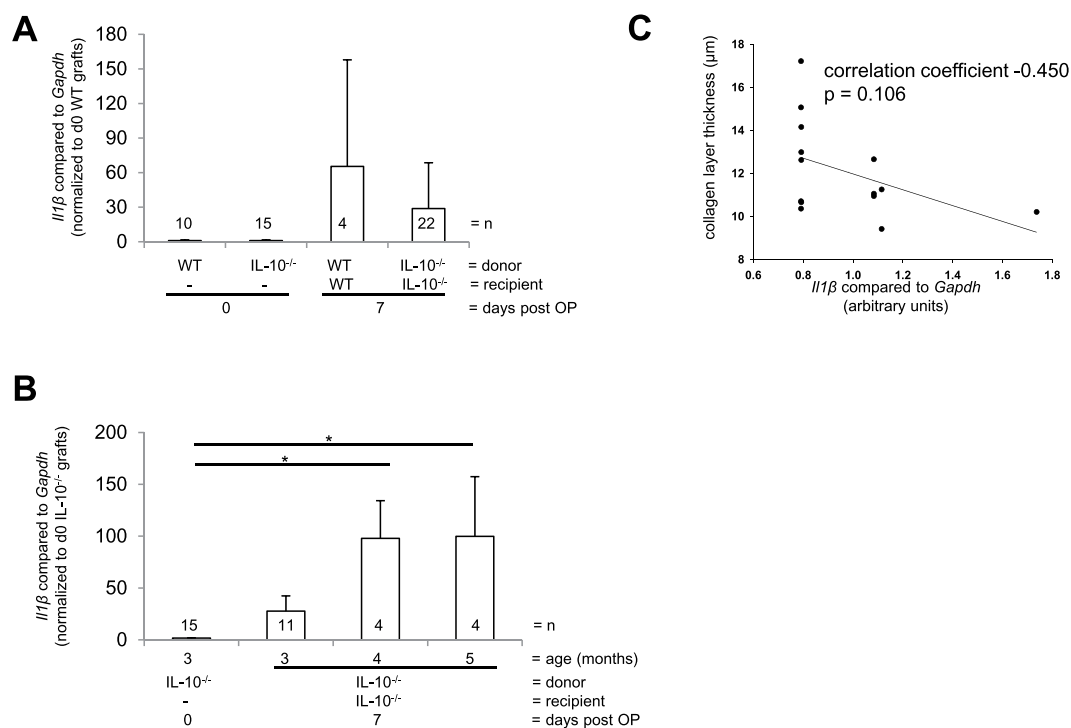 A
Il1β compared to Gapdh
(normalized to d0 WT grafts)
180
150
120
90
60
30
0
10 15 4 22 = n
WT IL-10-/- WT IL-10-/- = donor
- - WT IL-10-/- = recipient
0 7 = days post OP
B
Il1β compared to Gapdh
(normalized to d0 IL-10-/- grafts)
200
150
100
50
0
*
*
15 11 4 4 = n
3 3 4 5 = age (months)
IL-10-/- IL-10-/- = donor
- IL-10-/- = recipient
0 7 = days post OP
C
collagen layer thickness (µm)
18
16
14
12
10
8
correlation coefficient -0.450
p = 0.106
0.6 0.8 1.0 1.2 1.4 1.6 1.8
Il1β compared to Gapdh
(arbitrary units)